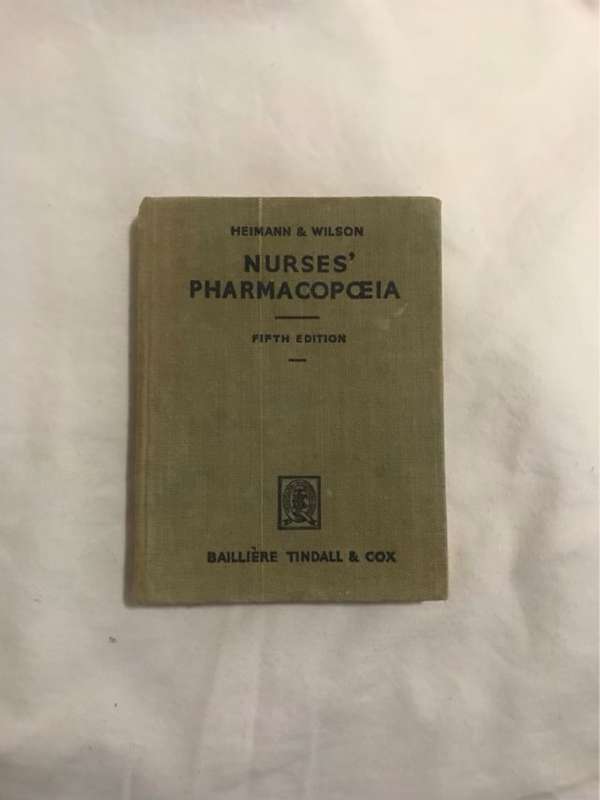 HEIMANN & WILSON
NURSES'
PHARMACOPŒIA
FIFTH EDITION
BAILLIÈRE TINDALL & COX